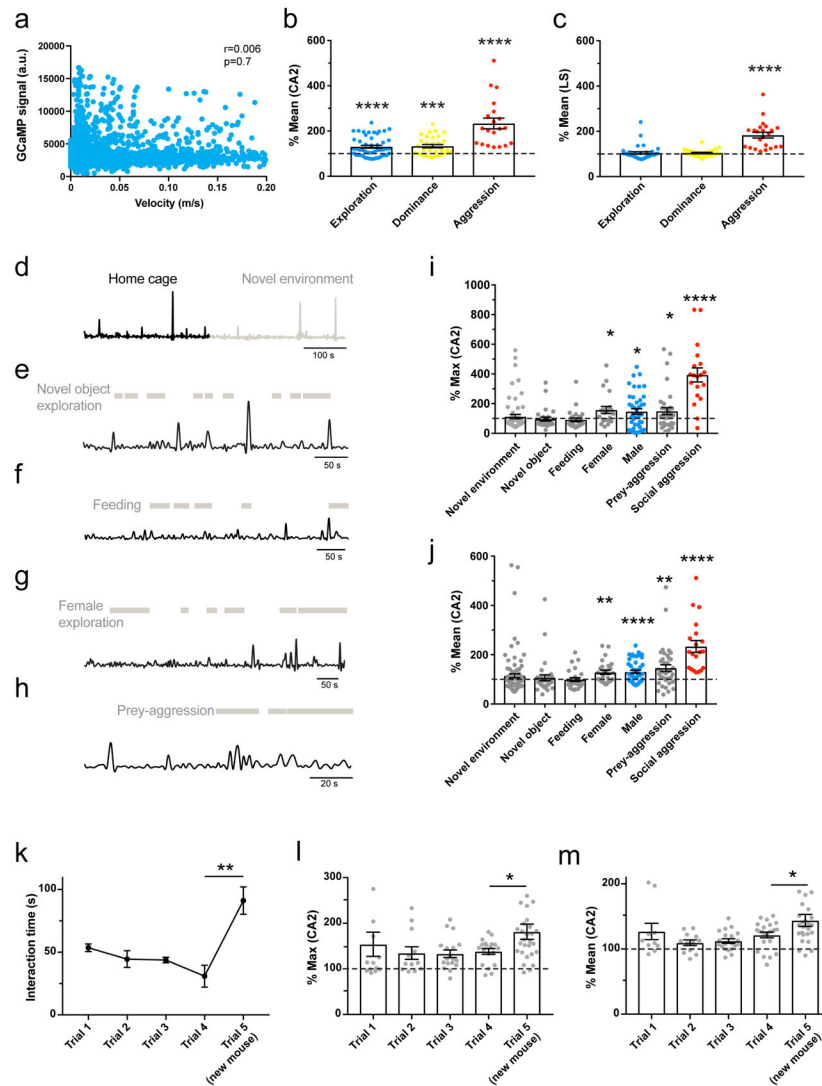 a
GCaMP signal (a.u.)
20000
15000
10000
5000
0
r=0.006
p=0.7
0
0.05
0.10
0.15
0.20
Velocity (m/s)
b
% Mean (CA2)
600
400
200
0
****
***
****
Exploration
Dominance
Aggression
c
% Mean (LS)
600
400
200
0
****
Exploration
Dominance
Aggression
d
Home cage
Novel environment
100 s
e
Novel object
exploration
50 s
f
Feeding
50 s
g
Female
exploration
50 s
h
Prey-aggression
20 s
i
% Max (CA2)
1000
800
600
400
200
0
*
*
*
****
Novel environment
Novel object
Feeding
Female
Male
Prey-aggression
Social aggression
j
% Mean (CA2)
600
400
200
0
**
****
**
****
Novel environment
Novel object
Feeding
Female
Male
Prey-aggression
Social aggression
k
Interaction time (s)
100
50
0
**
Trial 1
Trial 2
Trial 3
Trial 4
Trial 5
(new mouse)
l
% Max (CA2)
300
200
100
0
*
Trial 1
Trial 2
Trial 3
Trial 4
Trial 5
(new mouse)
m
% Mean (CA2)
200
150
100
50
0
*
Trial 1
Trial 2
Trial 3
Trial 4
Trial 5
(new mouse)